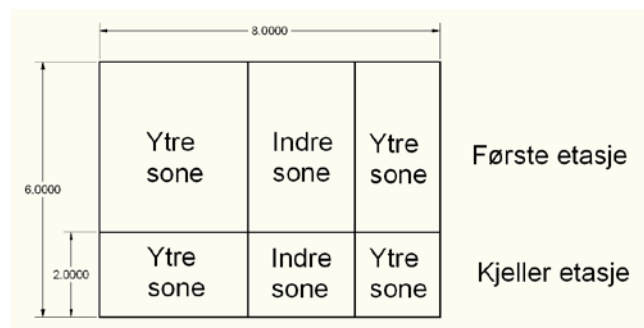 8.0000
Ytre
sone
Indre
sone
Ytre
sone
Første etasje
6.0000
2.0000
Ytre
sone
Indre
sone
Ytre
sone
Kjeller etasje